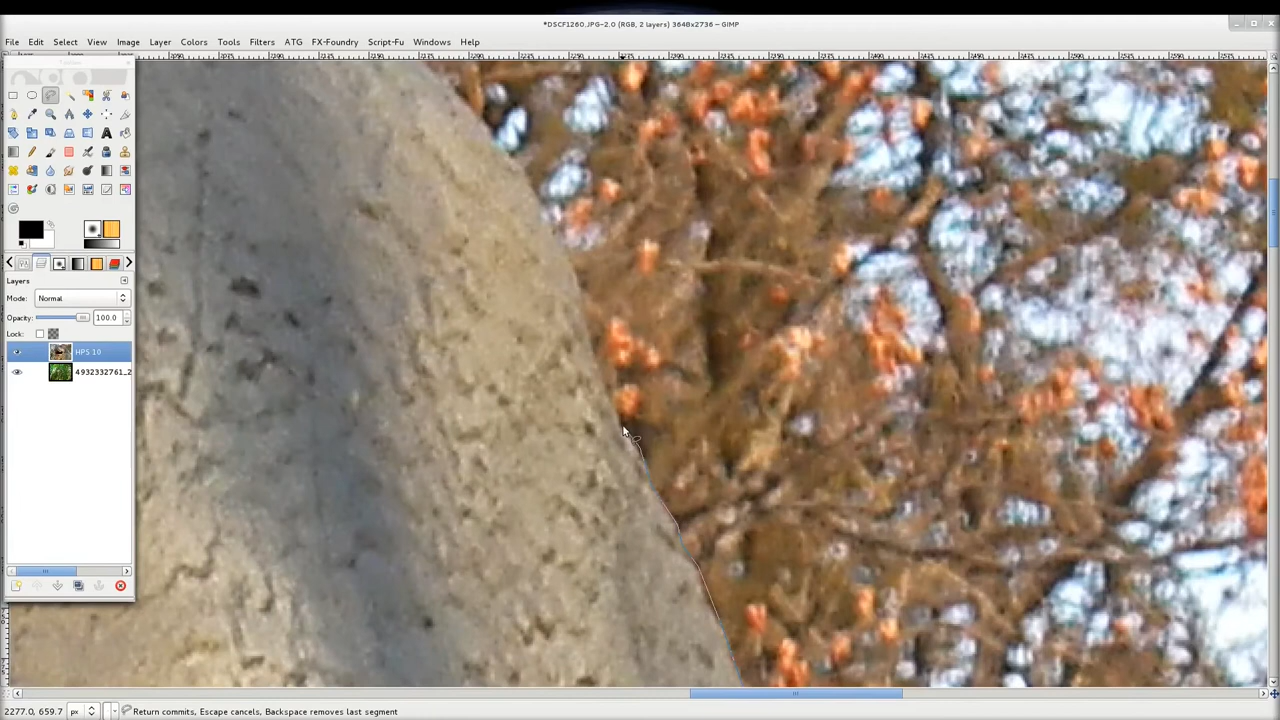 *DSCF1260.JPG-2.0 (RGB, 2 layers) 3648x2736 – GIMP
File Edit Select View Image Layer Colors Tools Filters ATG FX-Foundry Script-Fu Windows Help
Layers
Mode: Normal
Opacity: 100.0
Lock:
HPS 10
4932332761_2
2277.0, 659.7 px Return commits, Escape cancels, Backspace removes last segment